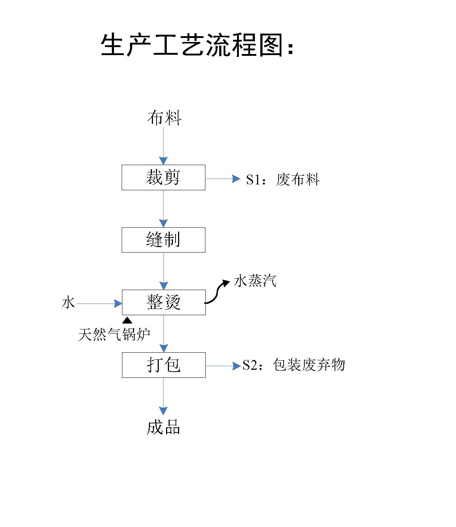 生产工艺流程图：
布料
裁剪
S1：废布料
缝制
水蒸汽
水
整烫
天然气锅炉
打包
S2：包装废弃物
成品